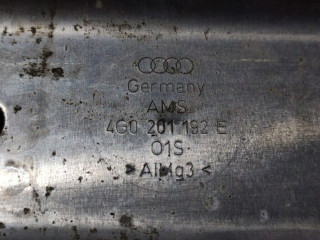 Germany
AMS
4G0 201 192 E
01S
>AlMg3<